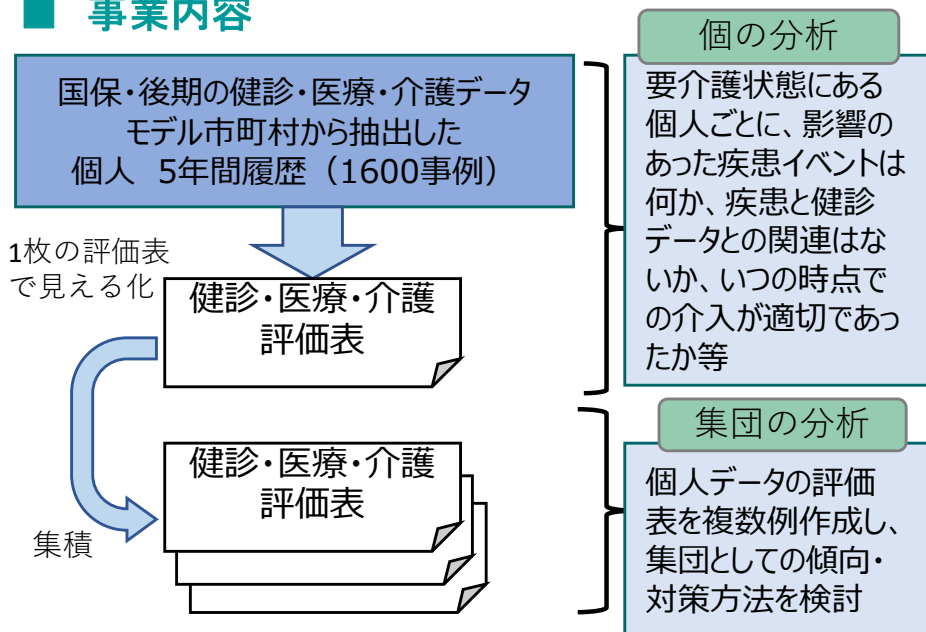 ■ 事業内容
国保・後期の健診・医療・介護データ
モデル市町村から抽出した
個人 5年間履歴（1600事例）
1枚の評価表
で見える化
健診・医療・介護
評価表
個の分析
要介護状態にある
個人ごとに、影響の
あった疾患イベントは
何か、疾患と健診
データとの関連はな
いか、いつの時点で
の介入が適切であっ
たか等
集積
健診・医療・介護
評価表
集団の分析
個人データの評価
表を複数例作成し、
集団としての傾向・
対策方法を検討